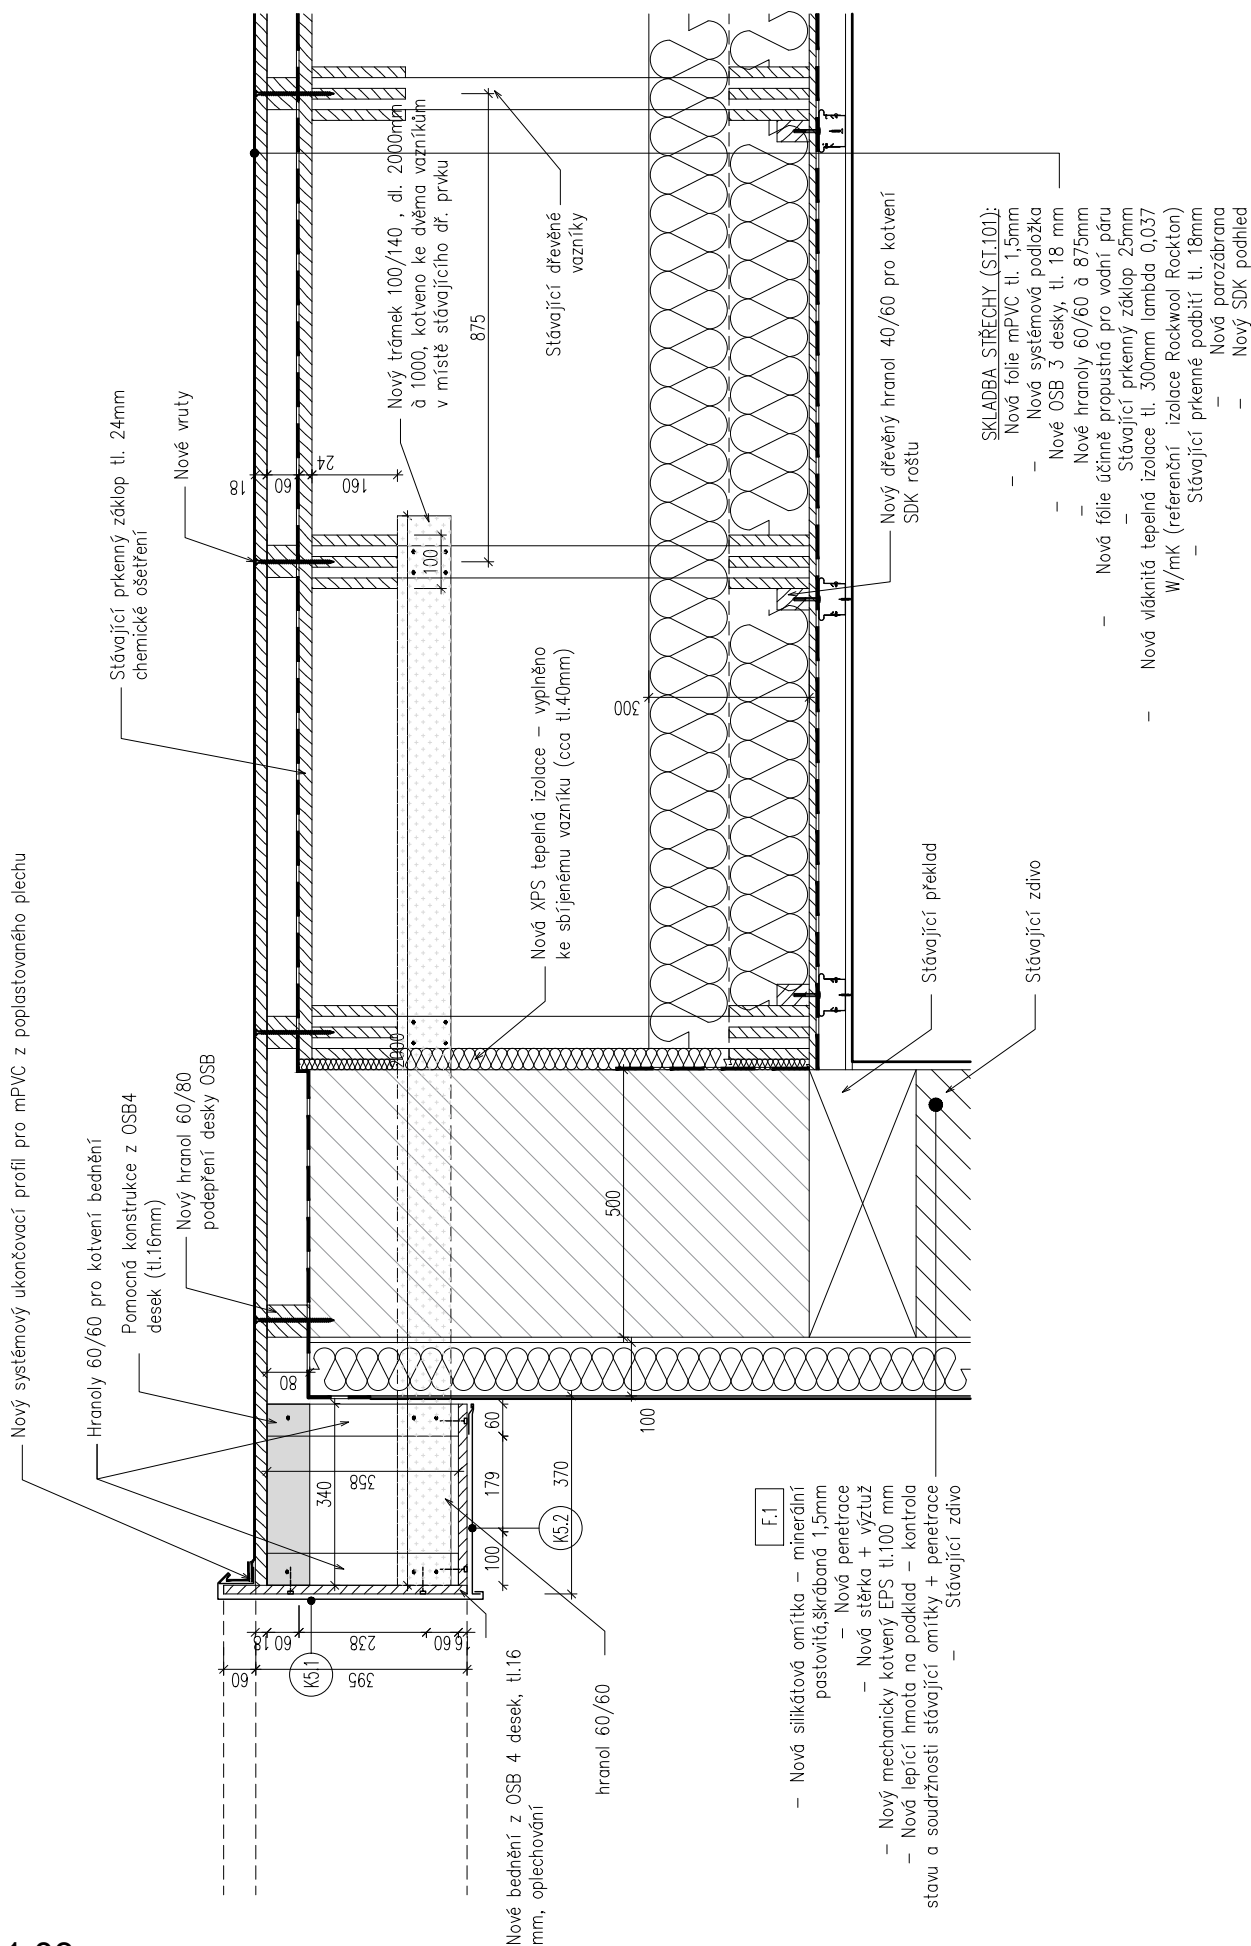 Nový systémový ukončovací profil pro mPVC z poplastovaného plechu
Hranoly 60/60 pro kotvení bednění
Pomocná konstrukce z OSB4
desek (tl.16mm)
Nový hranol 60/80
podepření desky OSB
Stávající prkenný záklop tl. 24mm
chemické ošetření
Nové vruty
Nový trámek 100/140 , dl. 2000mm
à 1000, kotveno ke dvěma vazníkům
v místě stávajícího dř. prvku
Stávající dřevěné
vazníky
Nová XPS tepelná izolace – vyplněno
ke sbíjenému vazníku (cca tl.40mm)
Nový dřevěný hranol 40/60 pro kotvení
SDK roštu
Stávající překlad
Stávající zdivo
SKLADBA STŘECHY (ST.101):
– Nová folie mPVC tl. 1,5mm
– Nová systémová podložka
– Nové OSB 3 desky, tl. 18 mm
– Nové hranoly 60/60 à 875mm
– Nová fólie účinně propustná pro vodní páru
– Stávající prkenný záklop 25mm
– Nová vláknitá tepelná izolace tl. 300mm lambda 0,037
W/mK (referenční izolace Rockwool Rockton)
– Stávající prkenné podbití tl. 18mm
– Nová parozábrana
– Nový SDK podhled
F.1
– Nová silikátová omítka – minerální
pastovitá,škrábaná 1,5mm
– Nová penetrace
– Nová stěrka + výztuž
– Nový mechanicky kotvený EPS tl.100 mm
– Nová lepící hmota na podklad – kontrola
stavu a soudržnosti stávající omítky + penetrace
– Stávající zdivo
Nové bednění z OSB 4 desek, tl.16
mm, oplechování
hranol 60/60
K5.1
K5.2
18
60
24
160
875
100
300
500
100
80
340
358
60
179
100
370
60
18
60
238
60
395